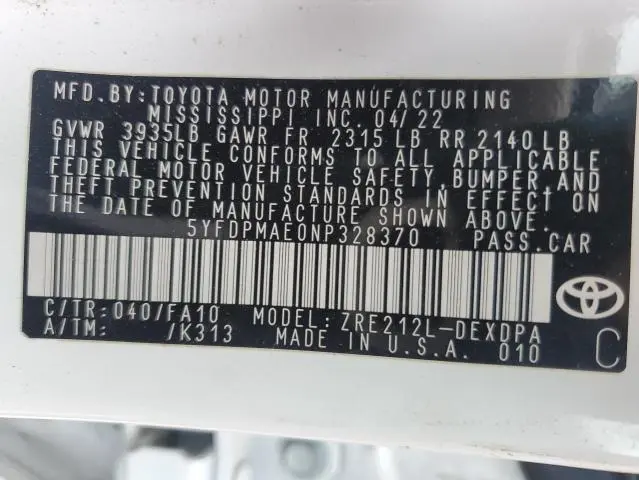 MFD.BY:TOYOTA MOTOR MANUFACTURING
MISSISSIPPI INC. 04/22
GVWR 3935LB GAWR FR 2315 LB RR 2140 LB
THIS VEHICLE CONFORMS TO ALL APPLICABLE
FEDERAL MOTOR VEHICLE SAFETY, BUMPER, AND
THEFT PREVENTION STANDARDS IN EFFECT ON
THE DATE OF MANUFACTURE SHOWN ABOVE.
5YFDPMAE0NP328370 PASS.CAR
C/TR:040/FA10 MODEL:ZRE212L-DEXDPA
A/TM: /K313 MADE IN U.S.A. 010
C